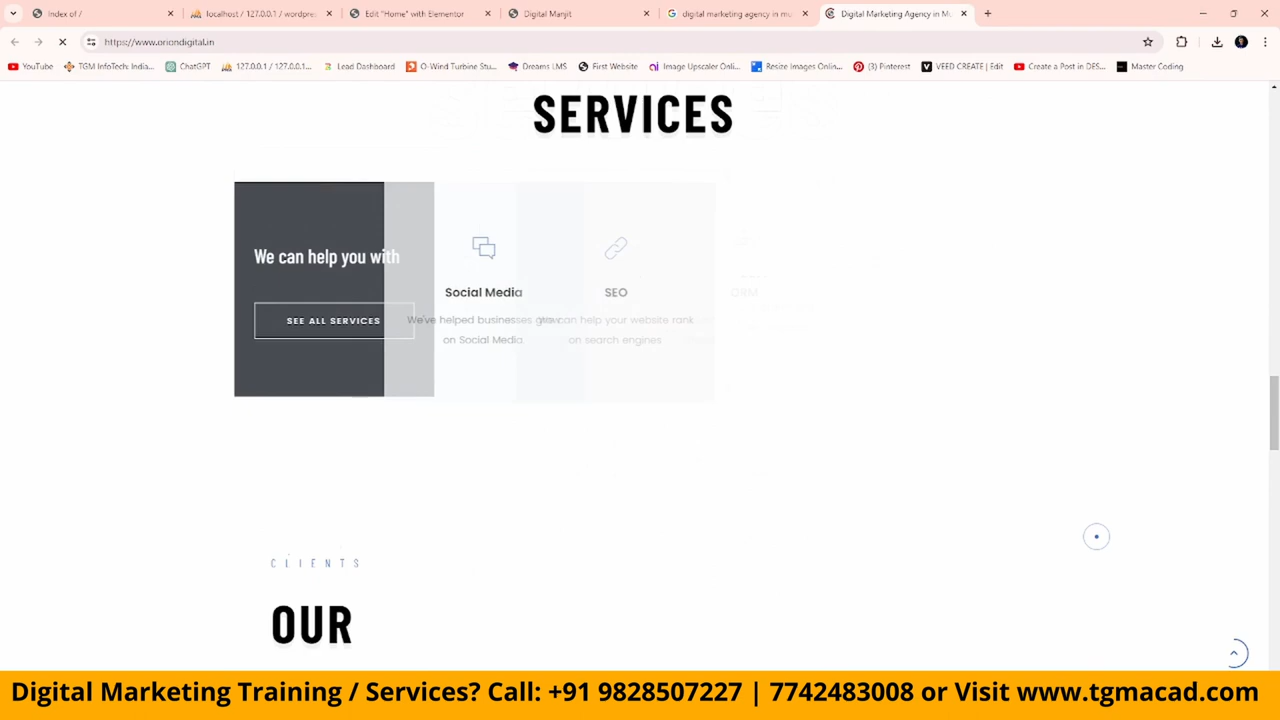 Index of /
localhost / 127.0.0.1 / wordpre
Edit "Home" with Elementor
Digital Manjit
digital marketing agency in mu
Digital Marketing Agency in Mu
https://www.oriondigital.in
YouTube
TGM InfoTech: India...
ChatGPT
127.0.0.1 / 127.0.0.1...
Lead Dashboard
O-Wind Turbine Stu...
Dreams LMS
First Website
Image Upscaler Onli...
Resize Images Onlin...
(3) Pinterest
VEED CREATE | Edit
Create a Post in DES...
Master Coding
SERVICES
We can help you with
SEE ALL SERVICES
Social Media
We've helped businesses grow
on Social Media.
SEO
We can help your website rank
on search engines
ORM
CLIENTS
OUR
Digital Marketing Training / Services? Call: +91 9828507227 | 7742483008 or Visit www.tgmacad.com